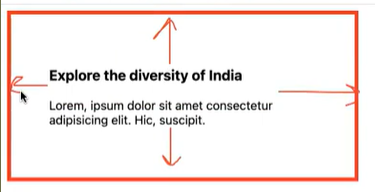 Explore the diversity of India
Lorem, ipsum dolor sit amet consectetur
adipisicing elit. Hic, suscipit.